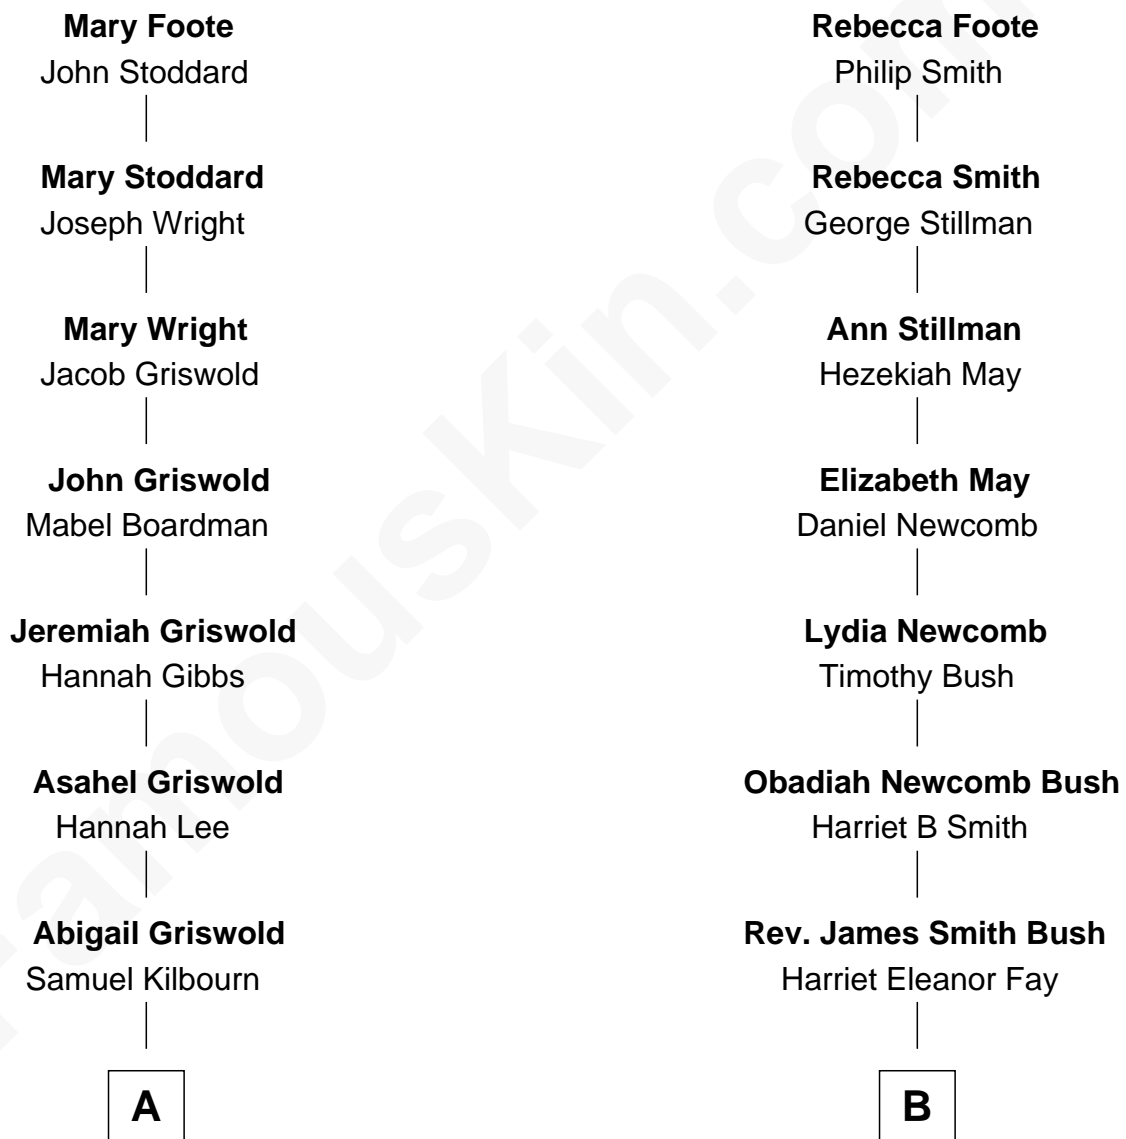 Mary Foote
John Stoddard
Mary Stoddard
Joseph Wright
Mary Wright
Jacob Griswold
John Griswold
Mabel Boardman
Jeremiah Griswold
Hannah Gibbs
Asahel Griswold
Hannah Lee
Abigail Griswold
Samuel Kilbourn
A
Rebecca Foote
Philip Smith
Rebecca Smith
George Stillman
Ann Stillman
Hezekiah May
Elizabeth May
Daniel Newcomb
Lydia Newcomb
Timothy Bush
Obadiah Newcomb Bush
Harriet B Smith
Rev. James Smith Bush
Harriet Eleanor Fay
B
FamousKin.com